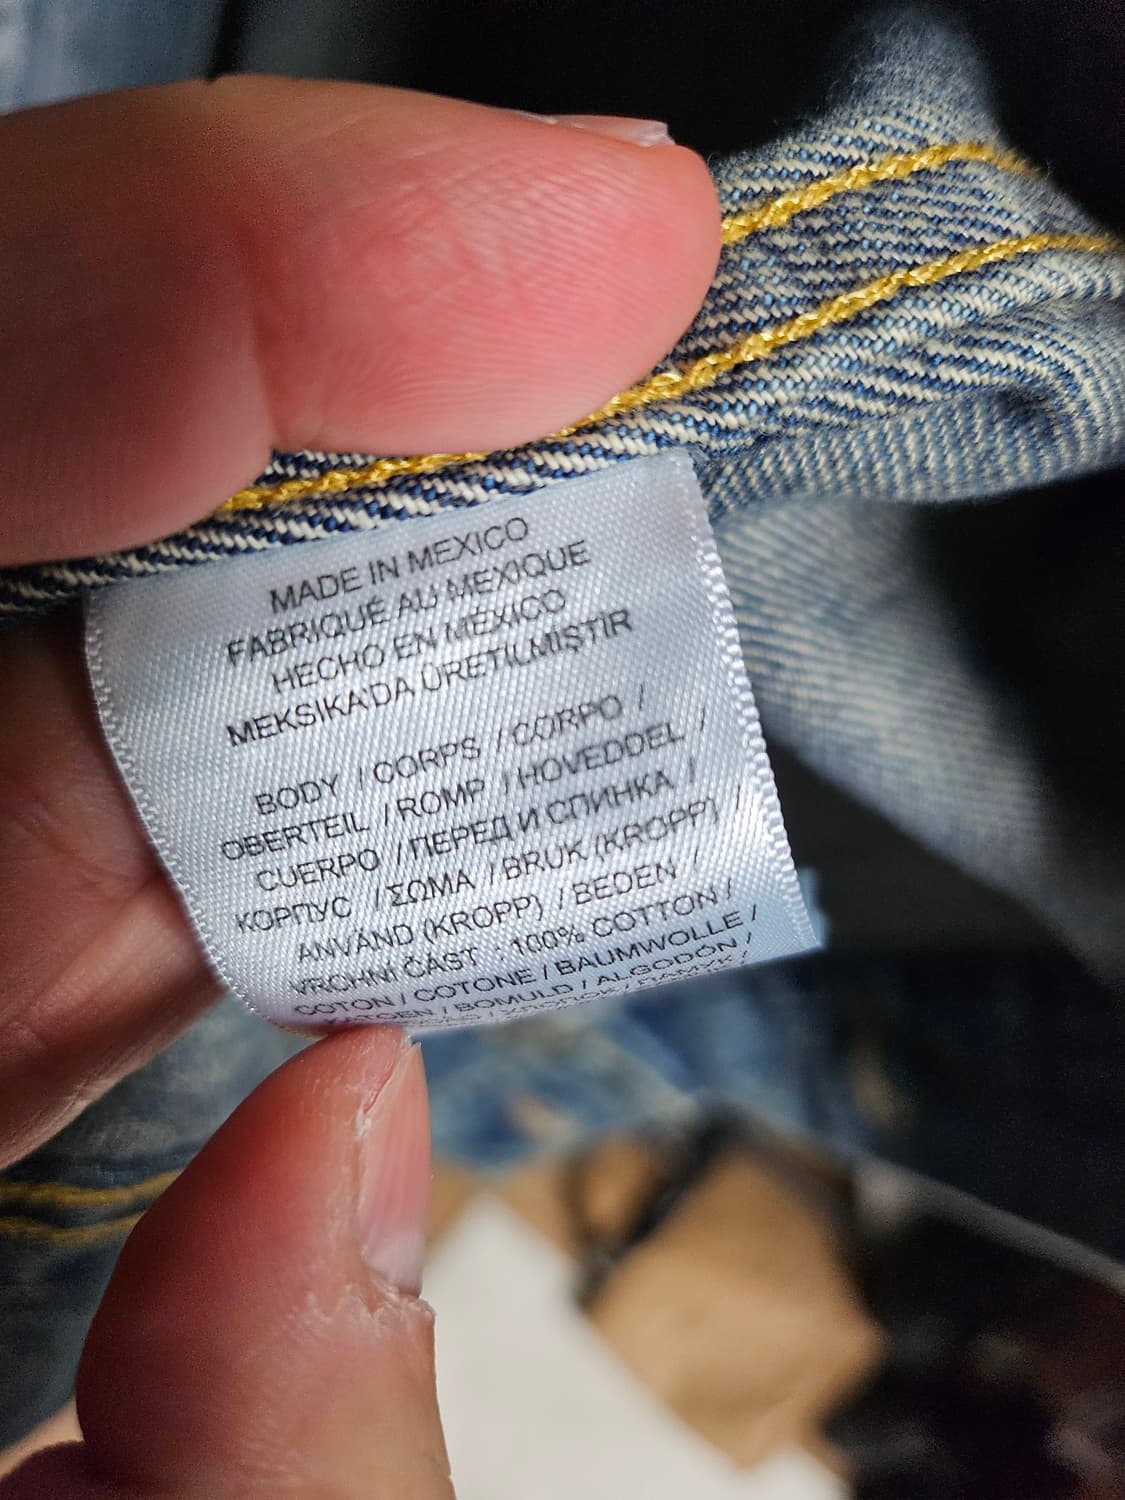 MADE IN MEXICO
FABRIQUÉ AU MEXIQUE
HECHO EN MÉXICO
MEKSIKA'DA ÜRETİLMİŞTİR
BODY / CORPS / CORPO /
OBERTEIL / ROMP / HOVEDDEL /
CUERPO / ПЕРЕД И СПИНКА /
КОРПУС / ΣΩΜΑ / BRUK (KROPP) /
ANVÄND (KROPP) / BEDEN /
VRCHNÍ ČÁST : 100% COTTON /
COTON / COTONE / BAUMWOLLE /
KATOEN / BOMULD / ALGODÓN /